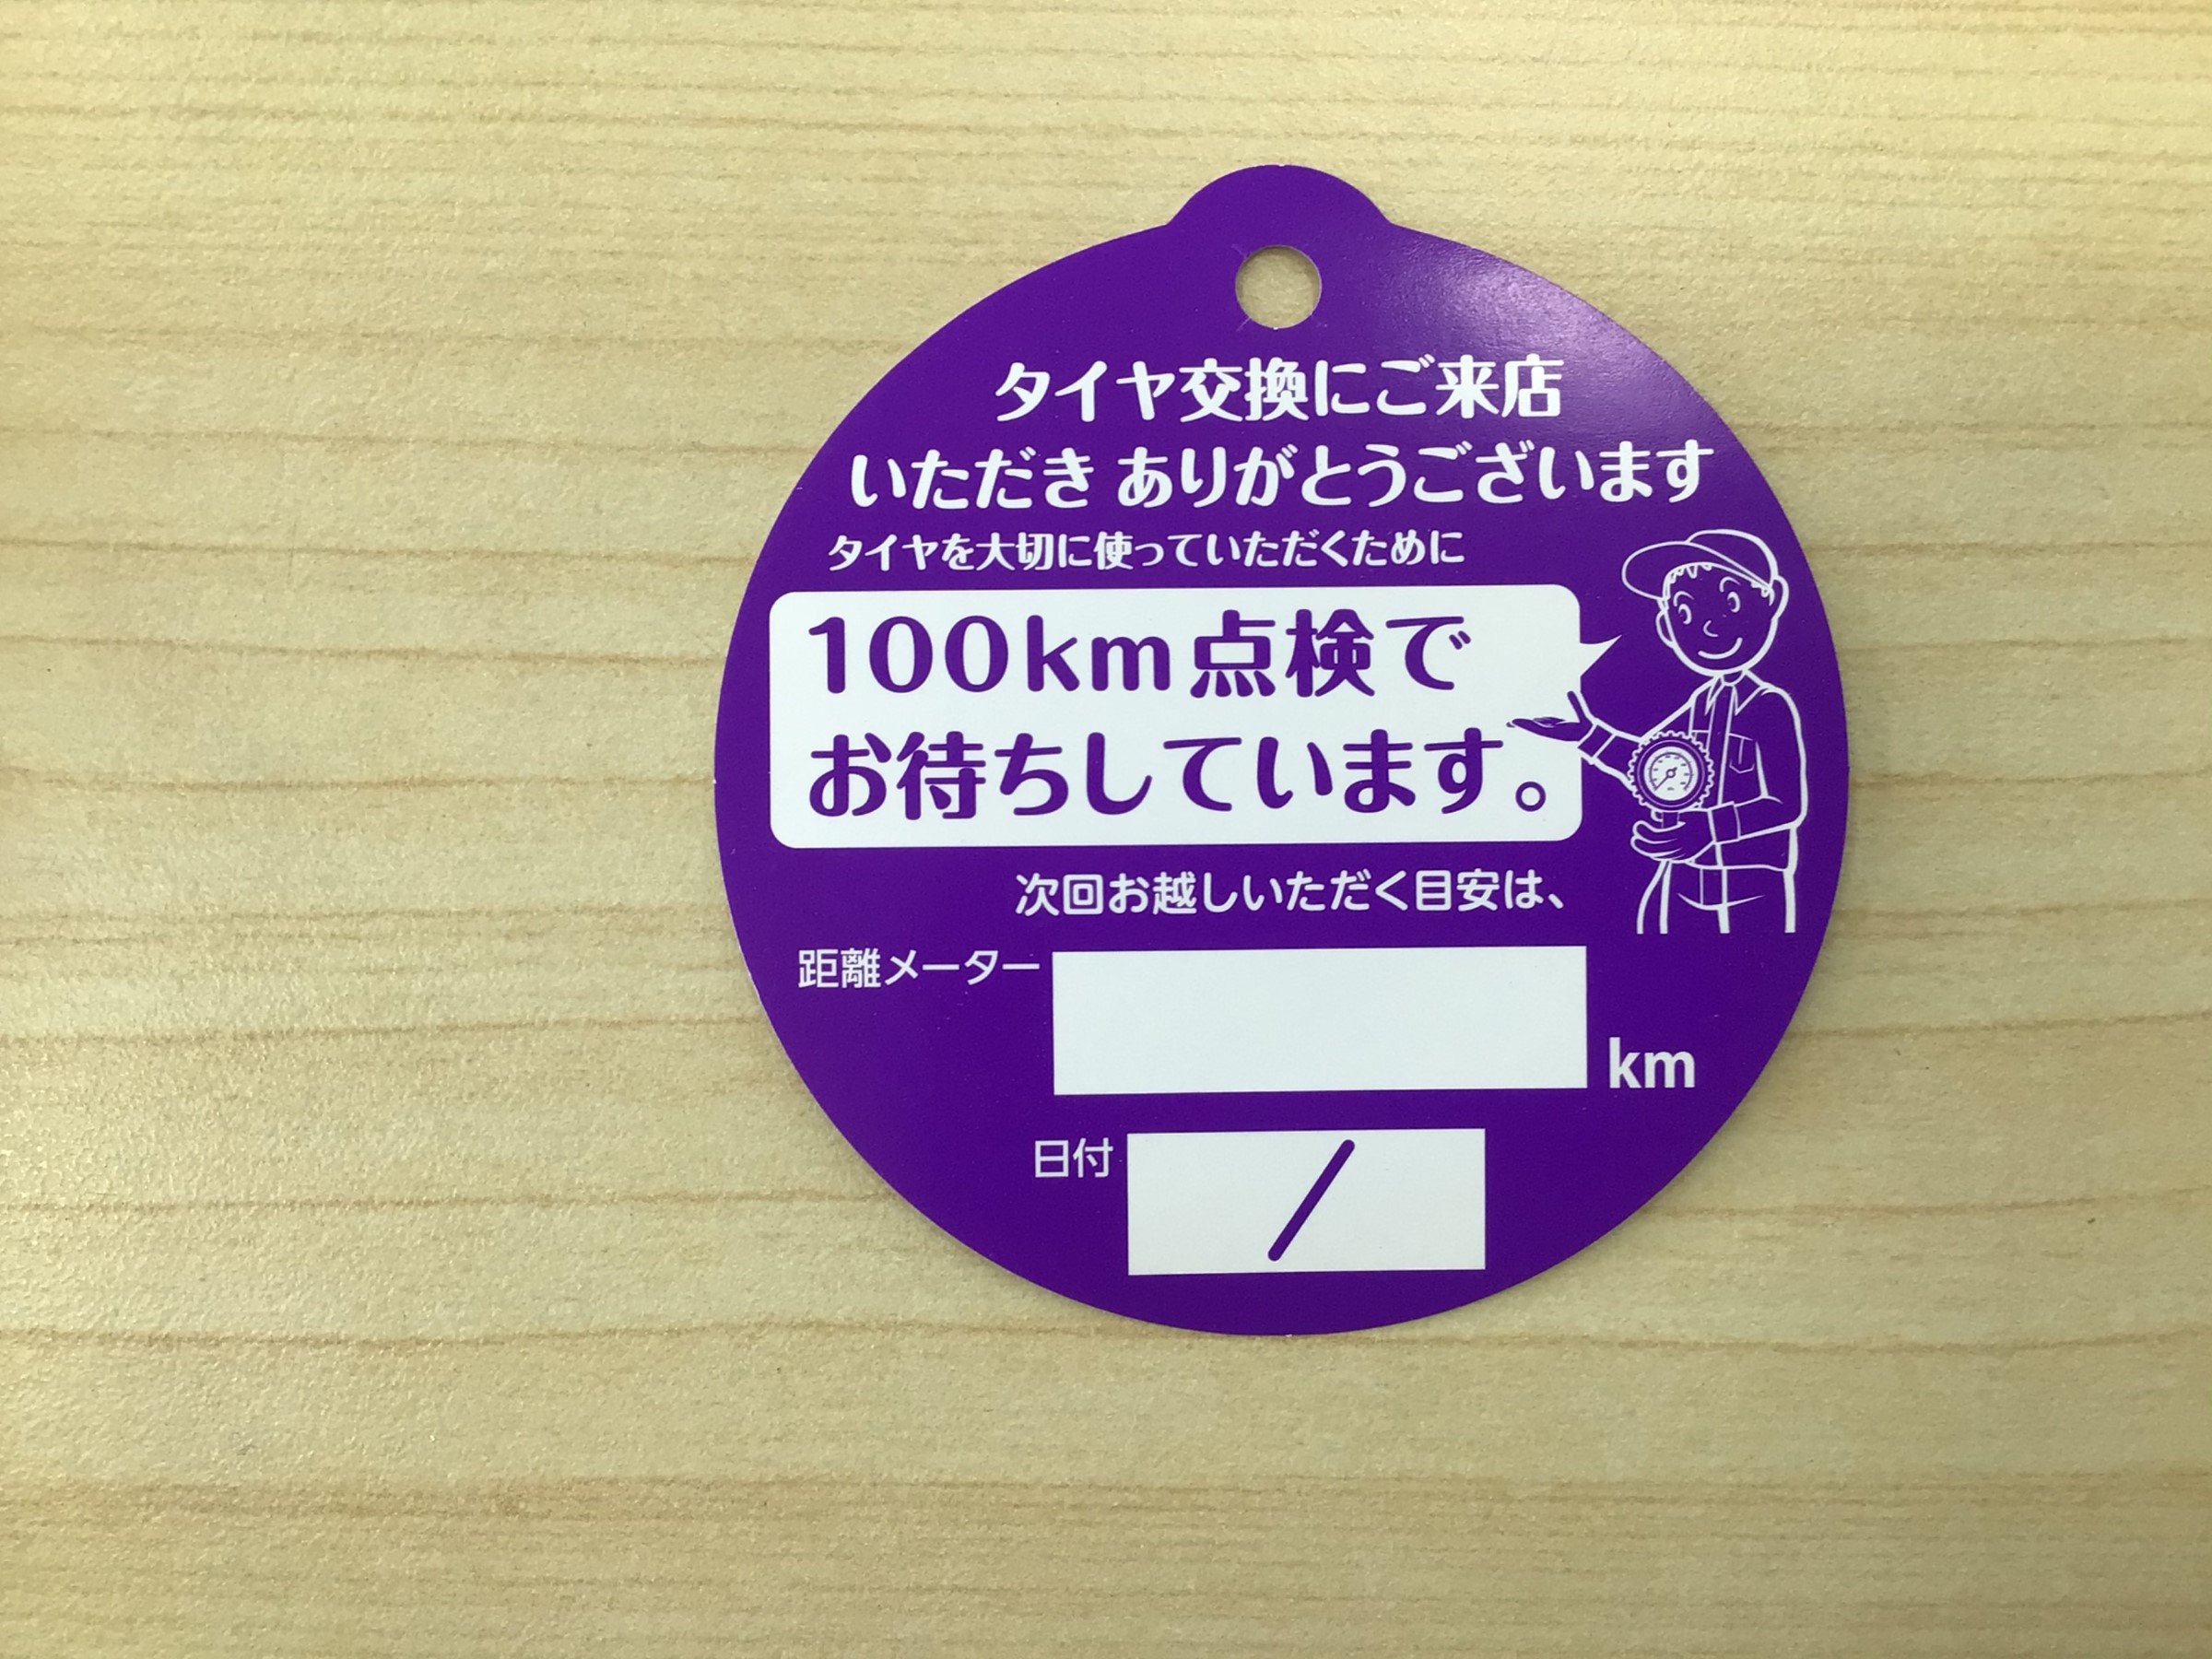 タイヤ交換にご来店
いただき ありがとうございます
タイヤを大切に使っていただくために
100km点検で
お待ちしています。
次回お越しいただく目安は、
距離メーター
km
日付
/